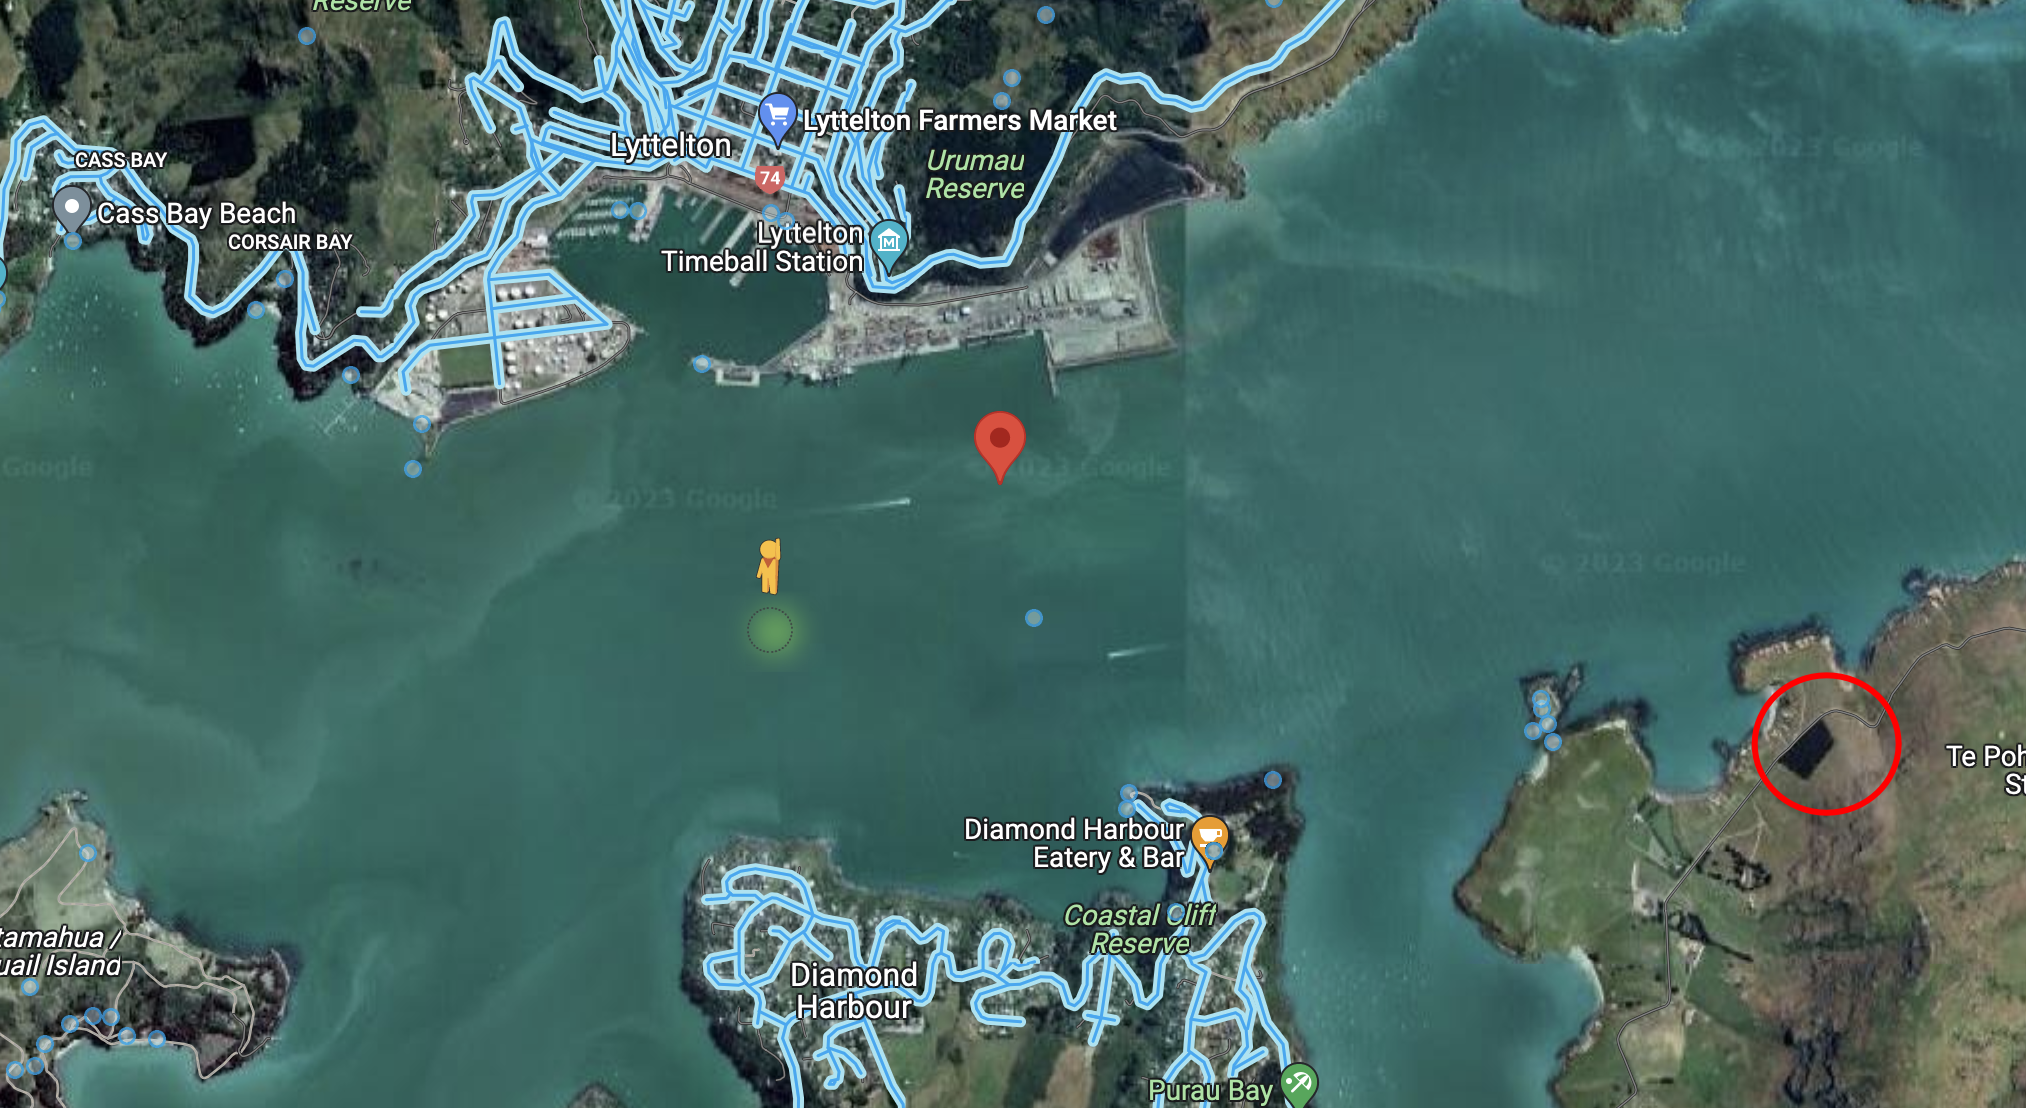 Reserve
Lyttelton Farmers Market
Lyttelton
CASS BAY
Urumau
Reserve
74
Cass Bay Beach
CORSAIR BAY
Lyttelton
Timeball Station
© 2023 Google
Google
2023 Google
© 2023 Google
© 2023 Google
Te Poh
St
Diamond Harbour
Eatery & Bar
Coastal Cliff
Reserve
tamahua /
uail Island
Diamond
Harbour
Purau Bay